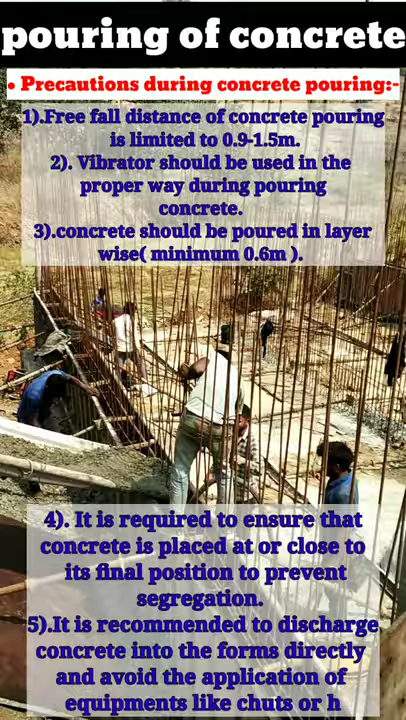 pouring of concrete
• Precautions during concrete pouring:-
1).Free fall distance of concrete pouring
is limited to 0.9-1.5m.
2). Vibrator should be used in the
proper way during pouring
concrete.
3).concrete should be poured in layer
wise( minimum 0.6m ).
4). It is required to ensure that
concrete is placed at or close to
its final position to prevent
segregation.
5).It is recommended to discharge
concrete into the forms directly
and avoid the application of
equipments like chuts or h